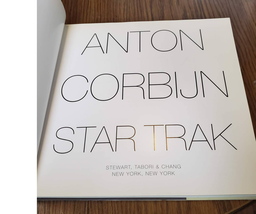 ANTON
CORBIJN
STAR TRAK
STEWART, TABORI & CHANG
NEW YORK, NEW YORK